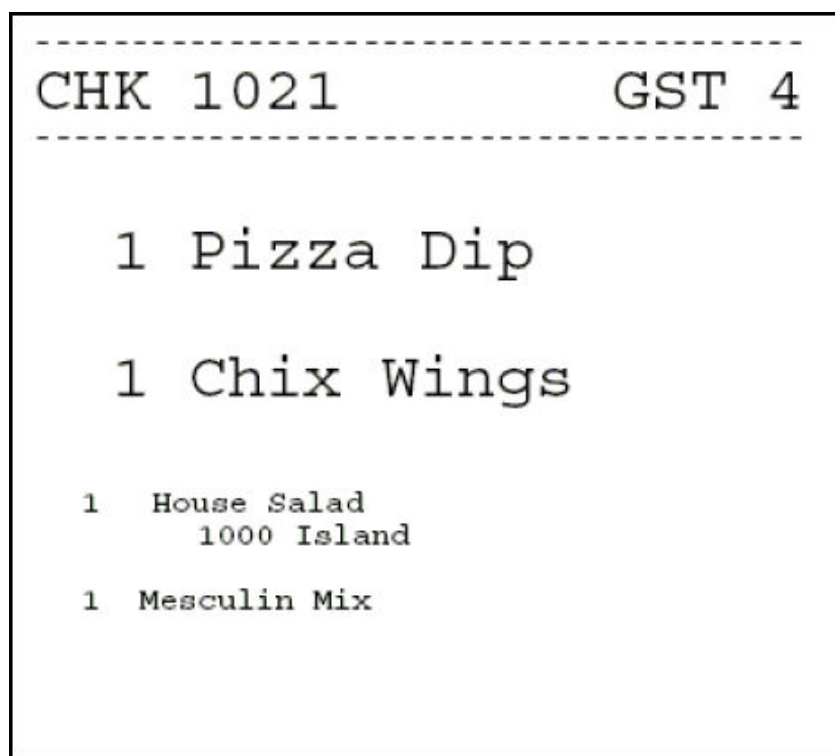 CHK 1021 GST 4
1 Pizza Dip
1 Chix Wings
1 House Salad
1000 Island
1 Mesculin Mix